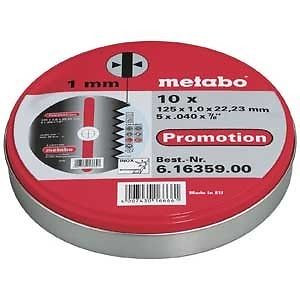 1 mm
metabo
10 x
125 x 1,0 x 22,23 mm
5 x .040 x 7/8"
Promotion
Best.-Nr.
6.16359.00
INOX
Made in EU
metabo